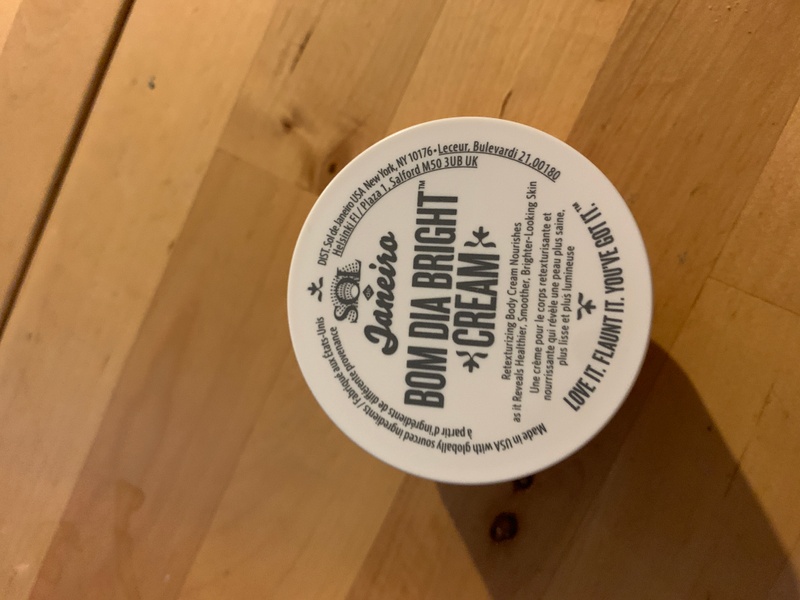 DIST. Sol de Janeiro USA New York, NY 10176 • Leceur, Bulevardi 21,00180
Helsinki FI / Plaza 1, Salford M50 3UB UK
SOL
de
Janeiro
BOM DIA BRIGHT™
CREAM
Retexturizing Body Cream Nourishes
as it Reveals Healthier, Smoother, Brighter-Looking Skin
Une crème pour le corps retexturisante et
nourrissante qui révèle une peau plus saine,
plus lisse et plus lumineuse
LOVE IT. FLAUNT IT. YOU'VE GOT IT.™
Made in USA with globally sourced ingredients / Fabriqué aux États-Unis
à partir d'ingrédients de différente provenance